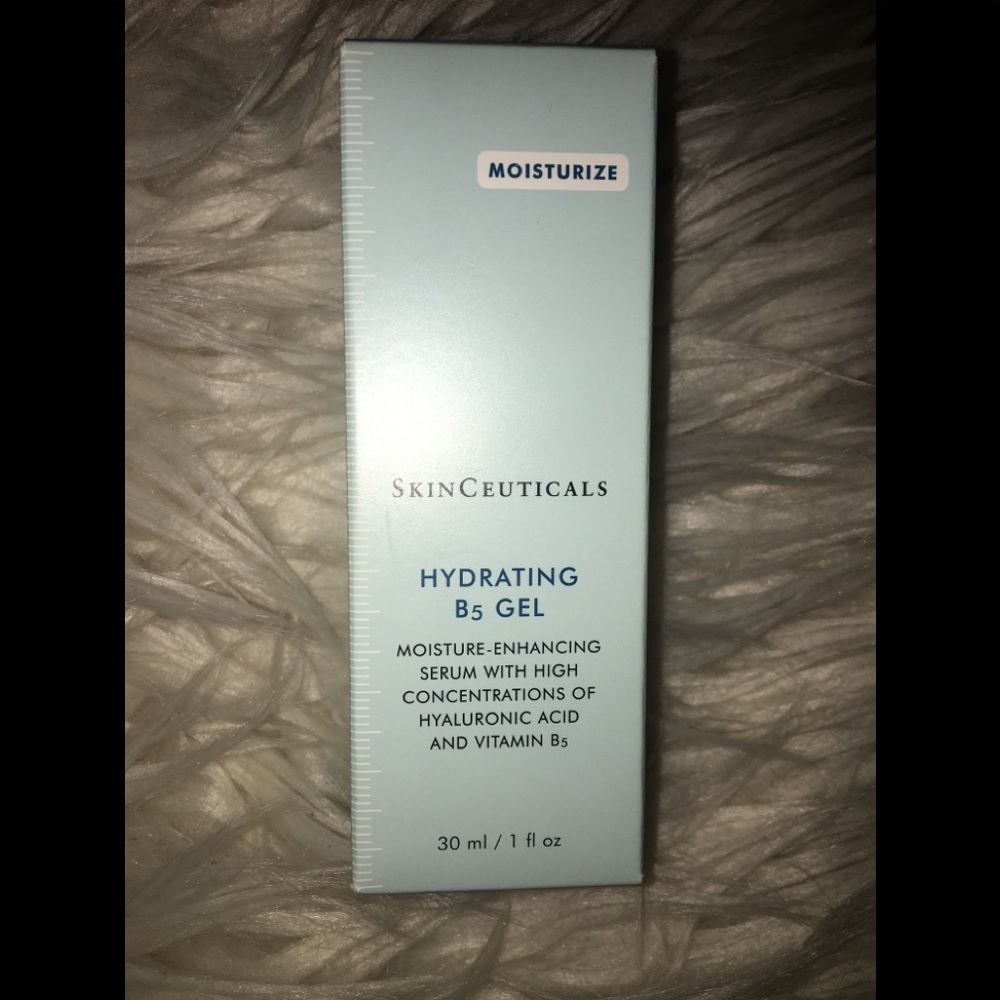 MOISTURIZE
SKINCEUTICALS
HYDRATING
B5 GEL
MOISTURE-ENHANCING
SERUM WITH HIGH
CONCENTRATIONS OF
HYALURONIC ACID
AND VITAMIN B5
30 ml / 1 fl oz